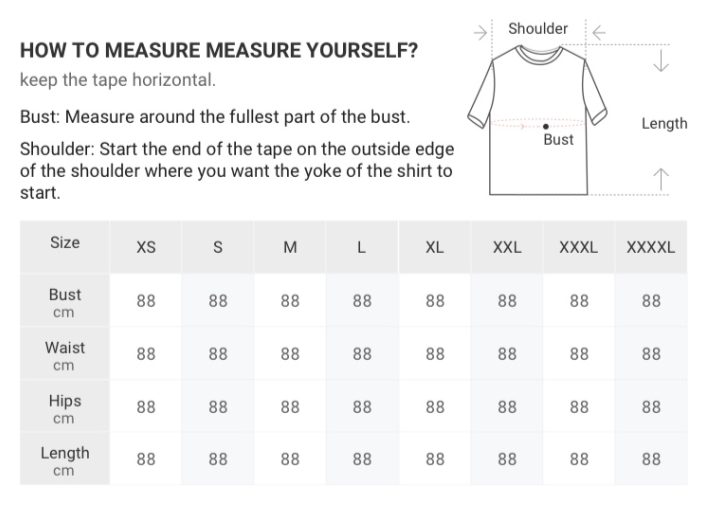 HOW TO MEASURE MEASURE YOURSELF?
keep the tape horizontal.
Bust: Measure around the fullest part of the bust.
Shoulder: Start the end of the tape on the outside edge
of the shoulder where you want the yoke of the shirt to
start.
Shoulder
Length
Bust
Size XS S M L XL XXL XXXL XXXXL
Bust cm 88 88 88 88 88 88 88 88
Waist cm 88 88 88 88 88 88 88 88
Hips cm 88 88 88 88 88 88 88 88
Length cm 88 88 88 88 88 88 88 88